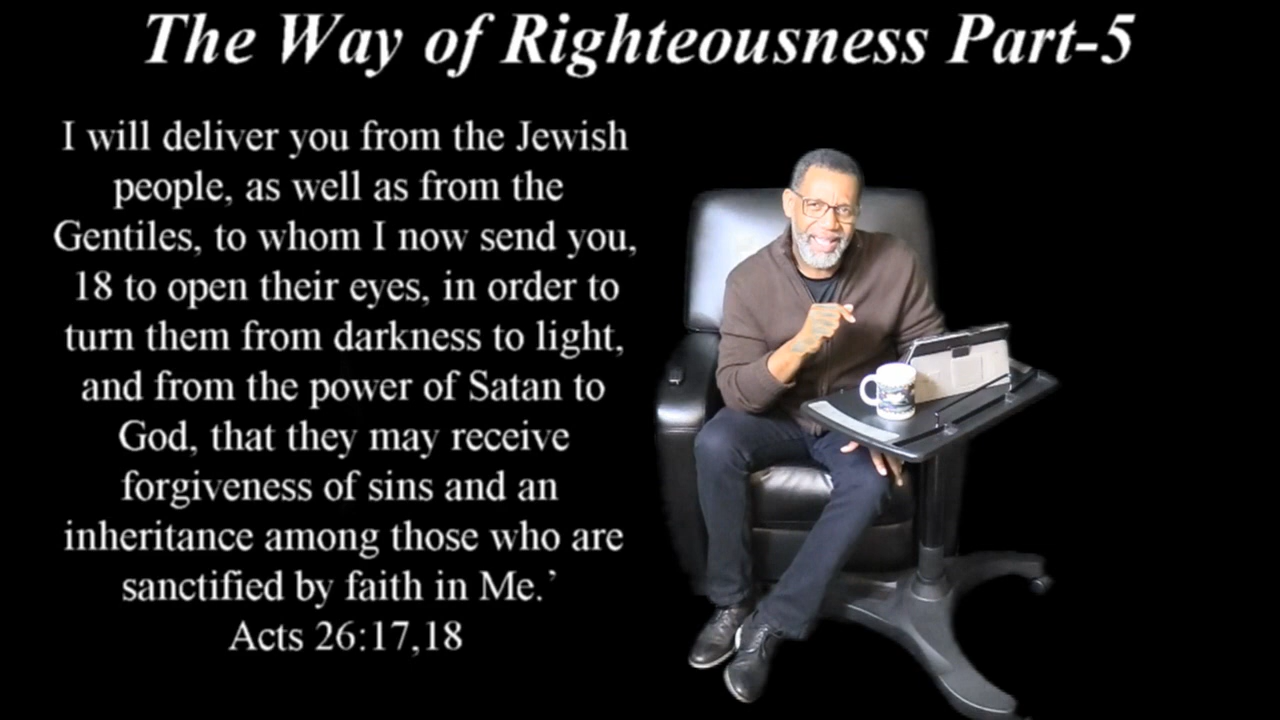 The Way of Righteousness Part-5
I will deliver you from the Jewish
people, as well as from the
Gentiles, to whom I now send you,
18 to open their eyes, in order to
turn them from darkness to light,
and from the power of Satan to
God, that they may receive
forgiveness of sins and an
inheritance among those who are
sanctified by faith in Me.’
Acts 26:17,18